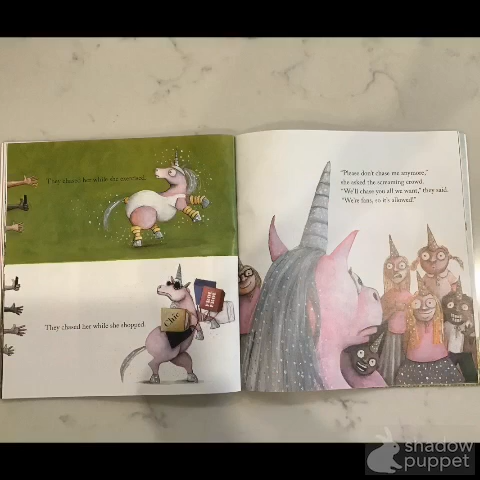 They chased her while she exercised.
Chic
They chased her while she shopped.
"Please don't chase me anymore,"
she asked the screaming crowd.
"We'll chase you all we want," they said.
"We're fans, so it's allowed!"
shadow
puppet